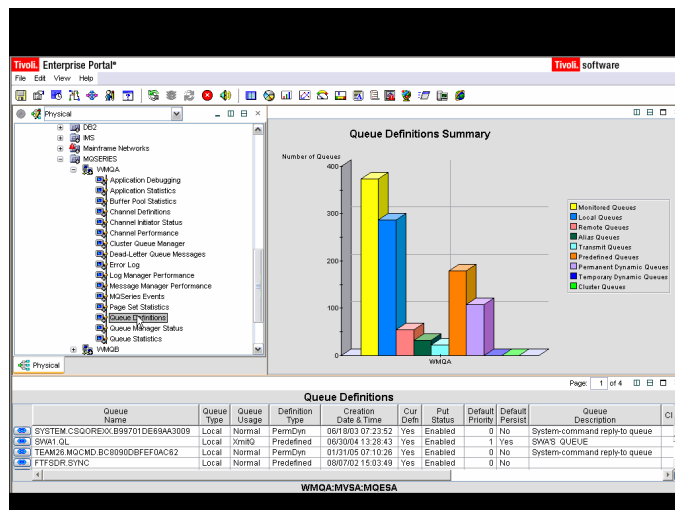 Tivoli. Enterprise Portal*
Tivoli. software
File Edit View Help
Physical
DB2
IMS
Mainframe Networks
MQSERIES
WMQA
Application Debugging
Application Statistics
Buffer Pool Statistics
Channel Definitions
Channel Initiator Status
Channel Performance
Cluster Queue Manager
Dead-Letter Queue Messages
Error Log
Log Manager Performance
Message Manager Performance
MQSeries Events
Page Set Statistics
Queue Definitions
Queue Manager Status
Queue Statistics
WMQB
Physical
Queue Definitions Summary
Number of Queues
400
300
200
100
0
WMQA
Monitored Queues
Local Queues
Remote Queues
Alias Queues
Transmit Queues
Predefined Queues
Permanent Dynamic Queues
Temporary Dynamic Queues
Cluster Queues
Page: 1 of 4
Queue Definitions
Queue Name Queue Type Queue Usage Definition Type Creation Date & Time Cur Defn Put Status Default Priority Default Persist Queue Description Cl
SYSTEM.CSQOREXX.B99701DE69AA3009 Local Normal PermDyn 06/18/03 07:23:52 Yes Enabled 0 No System-command reply-to queue
SWA1.QL Local XmitQ Predefined 06/30/04 13:28:43 Yes Enabled 1 Yes SWA'S QUEUE
TEAM26.MQCMD.BC8090DBFEF0AC62 Local Normal PermDyn 01/31/05 07:10:26 Yes Enabled 0 No System-command reply-to queue
FTFSDR.SYNC Local Normal Predefined 08/07/02 15:03:49 Yes Enabled 0 No
WMQA:MVSA:MQESA